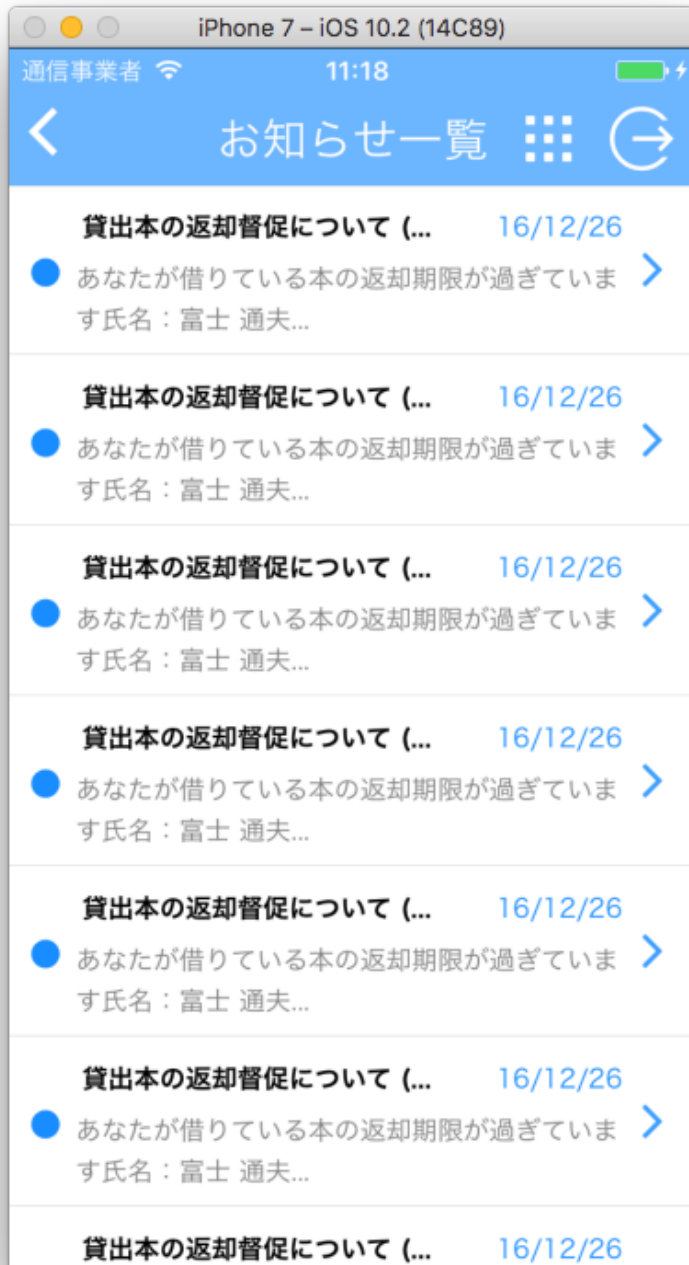 iPhone 7 – iOS 10.2 (14C89)
通信事業者 11:18
お知らせ一覧
貸出本の返却督促について (... 16/12/26
あなたが借りている本の返却期限が過ぎていま
す氏名：富士 通夫...
貸出本の返却督促について (... 16/12/26
あなたが借りている本の返却期限が過ぎていま
す氏名：富士 通夫...
貸出本の返却督促について (... 16/12/26
あなたが借りている本の返却期限が過ぎていま
す氏名：富士 通夫...
貸出本の返却督促について (... 16/12/26
あなたが借りている本の返却期限が過ぎていま
す氏名：富士 通夫...
貸出本の返却督促について (... 16/12/26
あなたが借りている本の返却期限が過ぎていま
す氏名：富士 通夫...
貸出本の返却督促について (... 16/12/26
あなたが借りている本の返却期限が過ぎていま
す氏名：富士 通夫...
貸出本の返却督促について (... 16/12/26